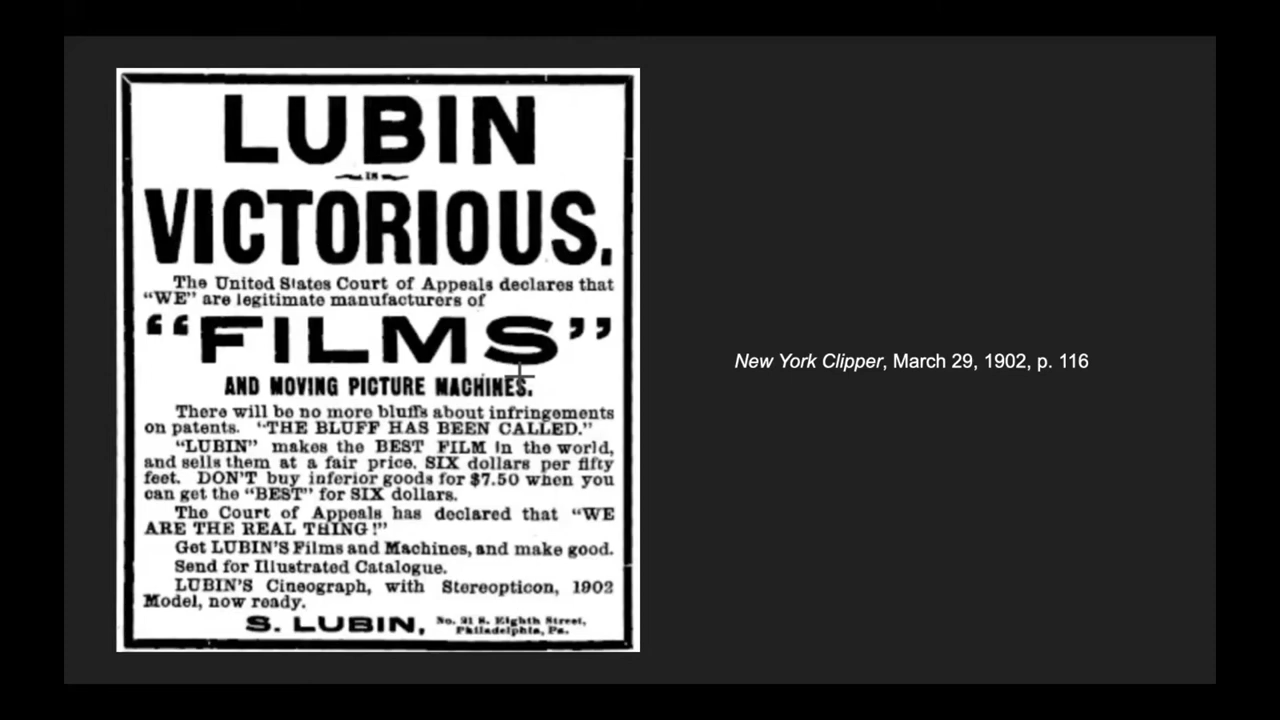 LUBIN
IS
VICTORIOUS.
The United States Court of Appeals declares that
"WE" are legitimate manufacturers of
"FILMS"
AND MOVING PICTURE MACHINES.
There will be no more bluffs about infringements
on patents. "THE BLUFF HAS BEEN CALLED."
"LUBIN" makes the BEST FILM in the world,
and sells them at a fair price. SIX dollars per fifty
feet. DON'T buy inferior goods for $7.50 when you
can get the "BEST" for SIX dollars.
The Court of Appeals has declared that "WE
ARE THE REAL THING!"
Get LUBIN'S Films and Machines, and make good.
Send for Illustrated Catalogue.
LUBIN'S Cineograph, with Stereopticon, 1902
Model, now ready.
S. LUBIN, No. 21 S. Eighth Street,
Philadelphia, Pa.
New York Clipper, March 29, 1902, p. 116